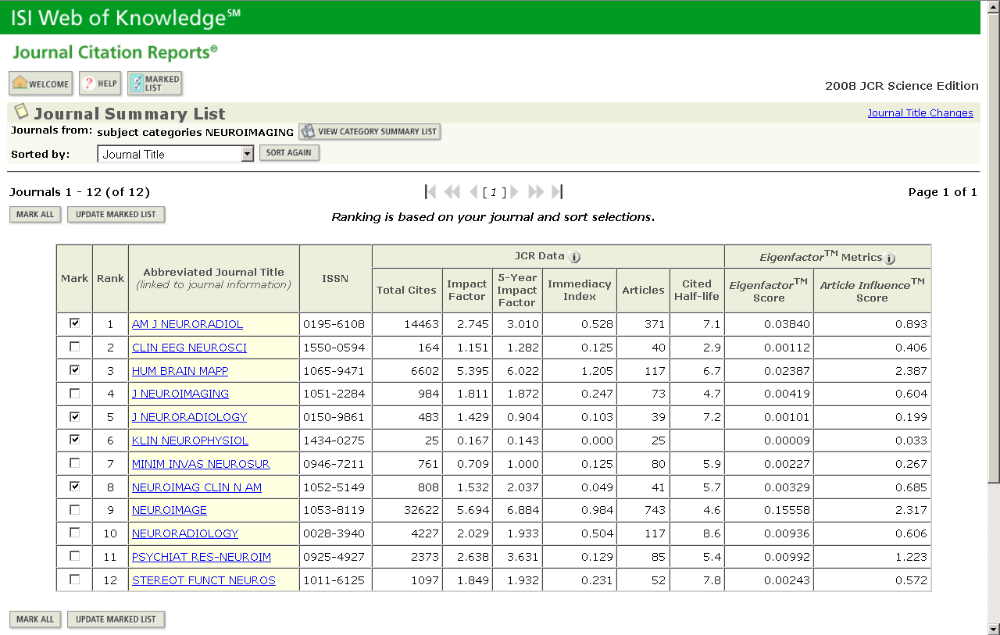 ISI Web of Knowledge℠
Journal Citation Reports®
WELCOME ? HELP MARKED LIST
2008 JCR Science Edition
Journal Summary List
Journal Title Changes
Journals from: subject categories NEUROIMAGING VIEW CATEGORY SUMMARY LIST
Sorted by: Journal Title SORT AGAIN
Journals 1 - 12 (of 12)
[ 1 ]
Page 1 of 1
MARK ALL UPDATE MARKED LIST
Ranking is based on your journal and sort selections.
Mark Rank Abbreviated Journal Title (linked to journal information) ISSN JCR Data i Eigenfactor™ Metrics i
Total Cites Impact Factor 5-Year Impact Factor Immediacy Index Articles Cited Half-life Eigenfactor™ Score Article Influence™ Score
1 AM J NEURORADIOL 0195-6108 14463 2.745 3.010 0.528 371 7.1 0.03840 0.893
2 CLIN EEG NEUROSCI 1550-0594 164 1.151 1.282 0.125 40 2.9 0.00112 0.406
3 HUM BRAIN MAPP 1065-9471 6602 5.395 6.022 1.205 117 6.7 0.02387 2.387
4 J NEUROIMAGING 1051-2284 984 1.811 1.872 0.247 73 4.7 0.00419 0.604
5 J NEURORADIOLOGY 0150-9861 483 1.429 0.904 0.103 39 7.2 0.00101 0.199
6 KLIN NEUROPHYSIOL 1434-0275 25 0.167 0.143 0.000 25 0.00009 0.033
7 MINIM INVAS NEUROSUR 0946-7211 761 0.709 1.000 0.125 80 5.9 0.00227 0.267
8 NEUROIMAG CLIN N AM 1052-5149 808 1.532 2.037 0.049 41 5.7 0.00329 0.685
9 NEUROIMAGE 1053-8119 32622 5.694 6.884 0.984 743 4.6 0.15558 2.317
10 NEURORADIOLOGY 0028-3940 4227 2.029 1.933 0.504 117 8.6 0.00936 0.606
11 PSYCHIAT RES-NEUROIM 0925-4927 2373 2.638 3.631 0.129 85 5.4 0.00992 1.223
12 STEREOT FUNCT NEUROS 1011-6125 1097 1.849 1.932 0.231 52 7.8 0.00243 0.572
MARK ALL UPDATE MARKED LIST